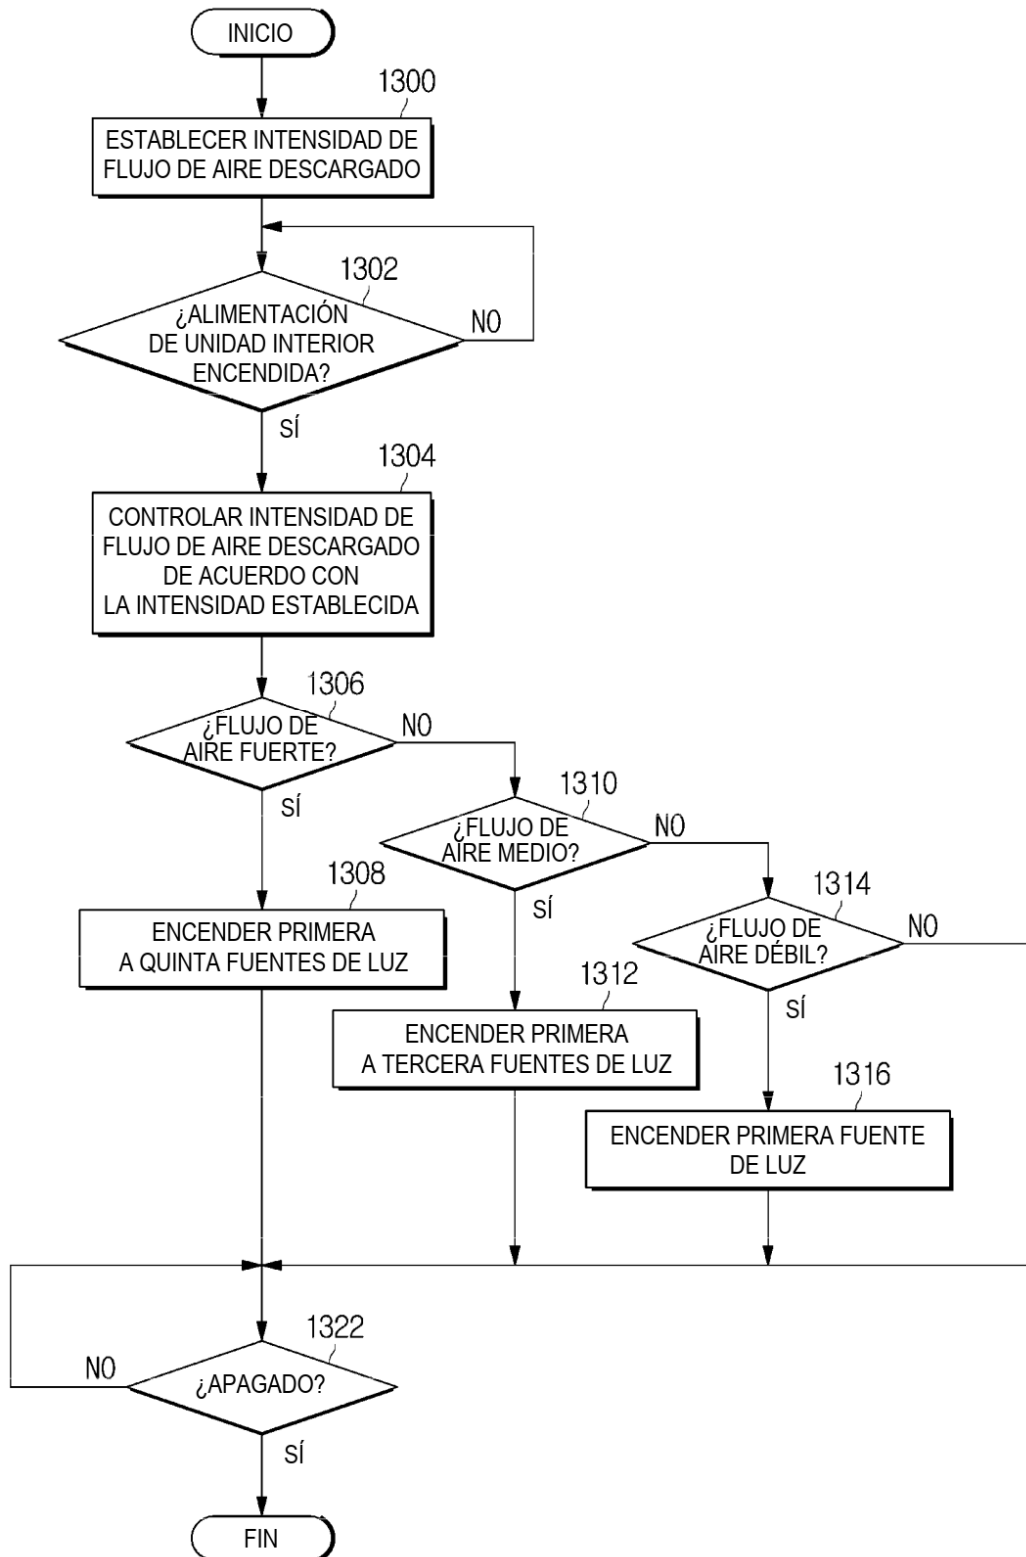 INICIO
1300
ESTABLECER INTENSIDAD DE
FLUJO DE AIRE DESCARGADO
1302
¿ALIMENTACIÓN
DE UNIDAD INTERIOR
ENCENDIDA?
NO
SÍ
1304
CONTROLAR INTENSIDAD DE
FLUJO DE AIRE DESCARGADO
DE ACUERDO CON
LA INTENSIDAD ESTABLECIDA
1306
¿FLUJO DE
AIRE FUERTE?
NO
SÍ
1308
ENCENDER PRIMERA
A QUINTA FUENTES DE LUZ
1310
¿FLUJO DE
AIRE MEDIO?
NO
SÍ
1312
ENCENDER PRIMERA
A TERCERA FUENTES DE LUZ
1314
¿FLUJO DE
AIRE DÉBIL?
NO
SÍ
1316
ENCENDER PRIMERA FUENTE
DE LUZ
1322
¿APAGADO?
NO
SÍ
FIN